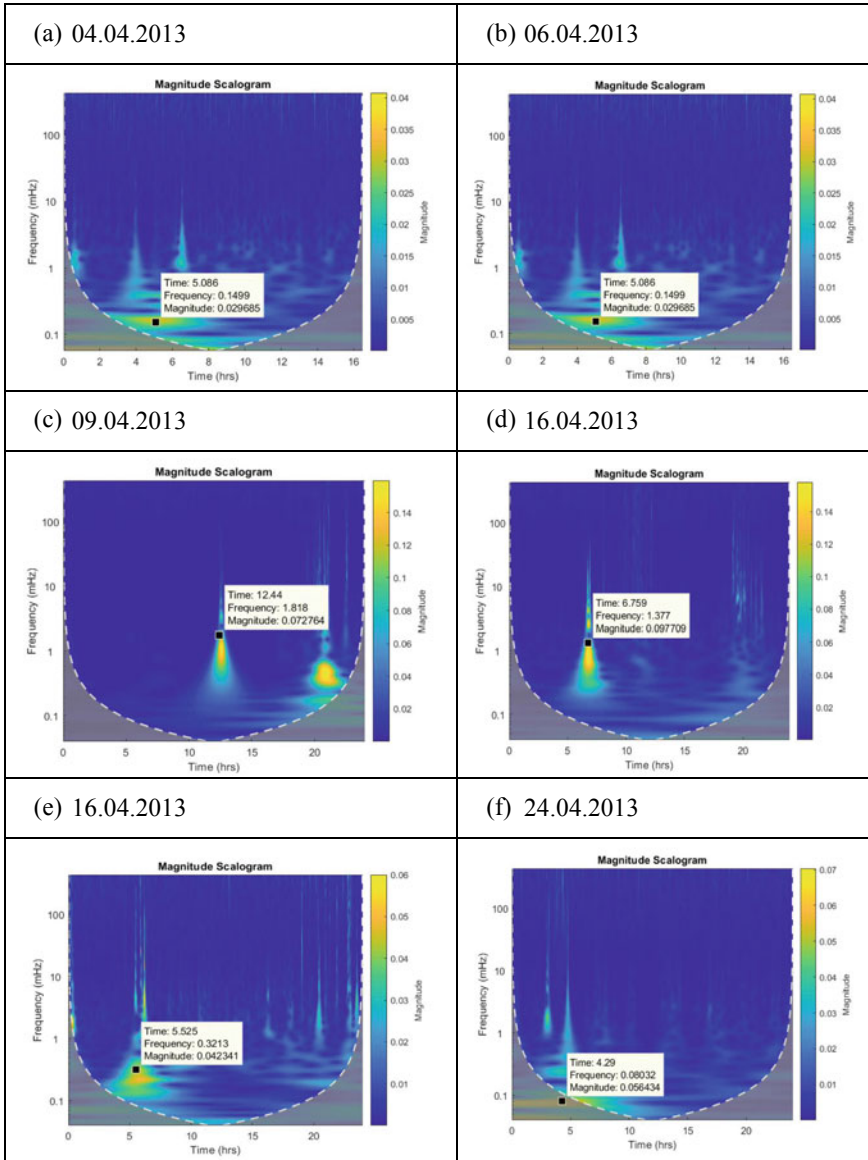 (a) 04.04.2013
(b) 06.04.2013
Magnitude Scalogram
0.04
0.035
0.03
0.025
0.02
0.015
0.01
0.005
Magnitude
100
10
1
0.1
Frequency (mHz)
Time: 5.086
Frequency: 0.1499
Magnitude: 0.029685
0 2 4 6 8 10 12 14 16
Time (hrs)
Magnitude Scalogram
0.04
0.035
0.03
0.025
0.02
0.015
0.01
0.005
Magnitude
100
10
1
0.1
Frequency (mHz)
Time: 5.086
Frequency: 0.1499
Magnitude: 0.029685
0 2 4 6 8 10 12 14 16
Time (hrs)
(c) 09.04.2013
(d) 16.04.2013
Magnitude Scalogram
0.14
0.12
0.1
0.08
0.06
0.04
0.02
Magnitude
100
10
1
0.1
Frequency (mHz)
Time: 12.44
Frequency: 1.818
Magnitude: 0.072764
0 5 10 15 20
Time (hrs)
Magnitude Scalogram
0.14
0.12
0.1
0.08
0.06
0.04
0.02
Magnitude
100
10
1
0.1
Frequency (mHz)
Time: 6.759
Frequency: 1.377
Magnitude: 0.097709
0 5 10 15 20
Time (hrs)
(e) 16.04.2013
(f) 24.04.2013
Magnitude Scalogram
0.06
0.05
0.04
0.03
0.02
0.01
Magnitude
100
10
1
0.1
Frequency (mHz)
Time: 5.525
Frequency: 0.3213
Magnitude: 0.042341
0 5 10 15 20
Time (hrs)
Magnitude Scalogram
0.07
0.06
0.05
0.04
0.03
0.02
0.01
Magnitude
100
10
1
0.1
Frequency (mHz)
Time: 4.29
Frequency: 0.08032
Magnitude: 0.056434
0 5 10 15 20
Time (hrs)